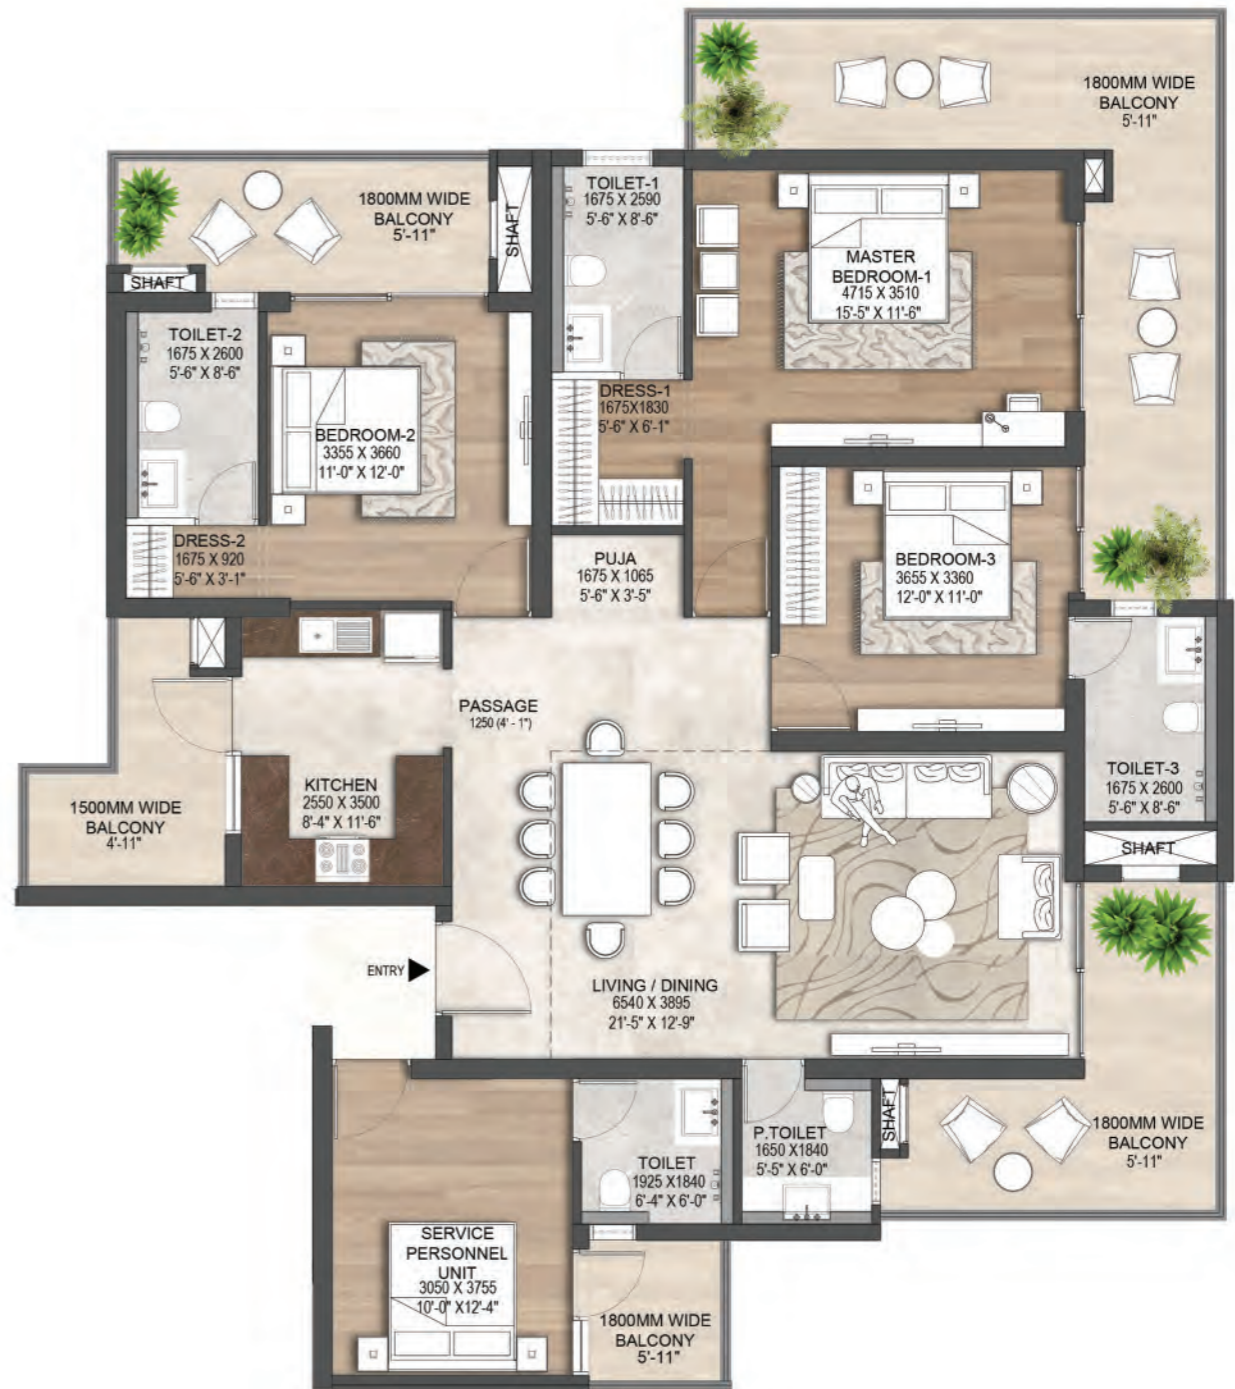 1800MM WIDE
BALCONY
5'-11"
1800MM WIDE
BALCONY
5'-11"
SHAFT
SHAFT
TOILET-1
1675 X 2590
5'-6" X 8'-6"
MASTER
BEDROOM-1
4715 X 3510
15'-5" X 11'-6"
TOILET-2
1675 X 2600
5'-6" X 8'-6"
BEDROOM-2
3355 X 3660
11'-0" X 12'-0"
DRESS-1
1675X1830
5'-6" X 6'-1"
DRESS-2
1675 X 920
5'-6" X 3'-1"
PUJA
1675 X 1065
5'-6" X 3'-5"
BEDROOM-3
3655 X 3360
12'-0" X 11'-0"
PASSAGE
1250 (4' - 1")
KITCHEN
2550 X 3500
8'-4" X 11'-6"
1500MM WIDE
BALCONY
4'-11"
TOILET-3
1675 X 2600
5'-6" X 8'-6"
SHAFT
ENTRY
LIVING / DINING
6540 X 3895
21'-5" X 12'-9"
SHAFT
1800MM WIDE
BALCONY
5'-11"
P.TOILET
1650 X1840
5'-5" X 6'-0"
TOILET
1925 X1840
6'-4" X 6'-0"
SERVICE
PERSONNEL
UNIT
3050 X 3755
10'-0" X12'-4"
1800MM WIDE
BALCONY
5'-11"